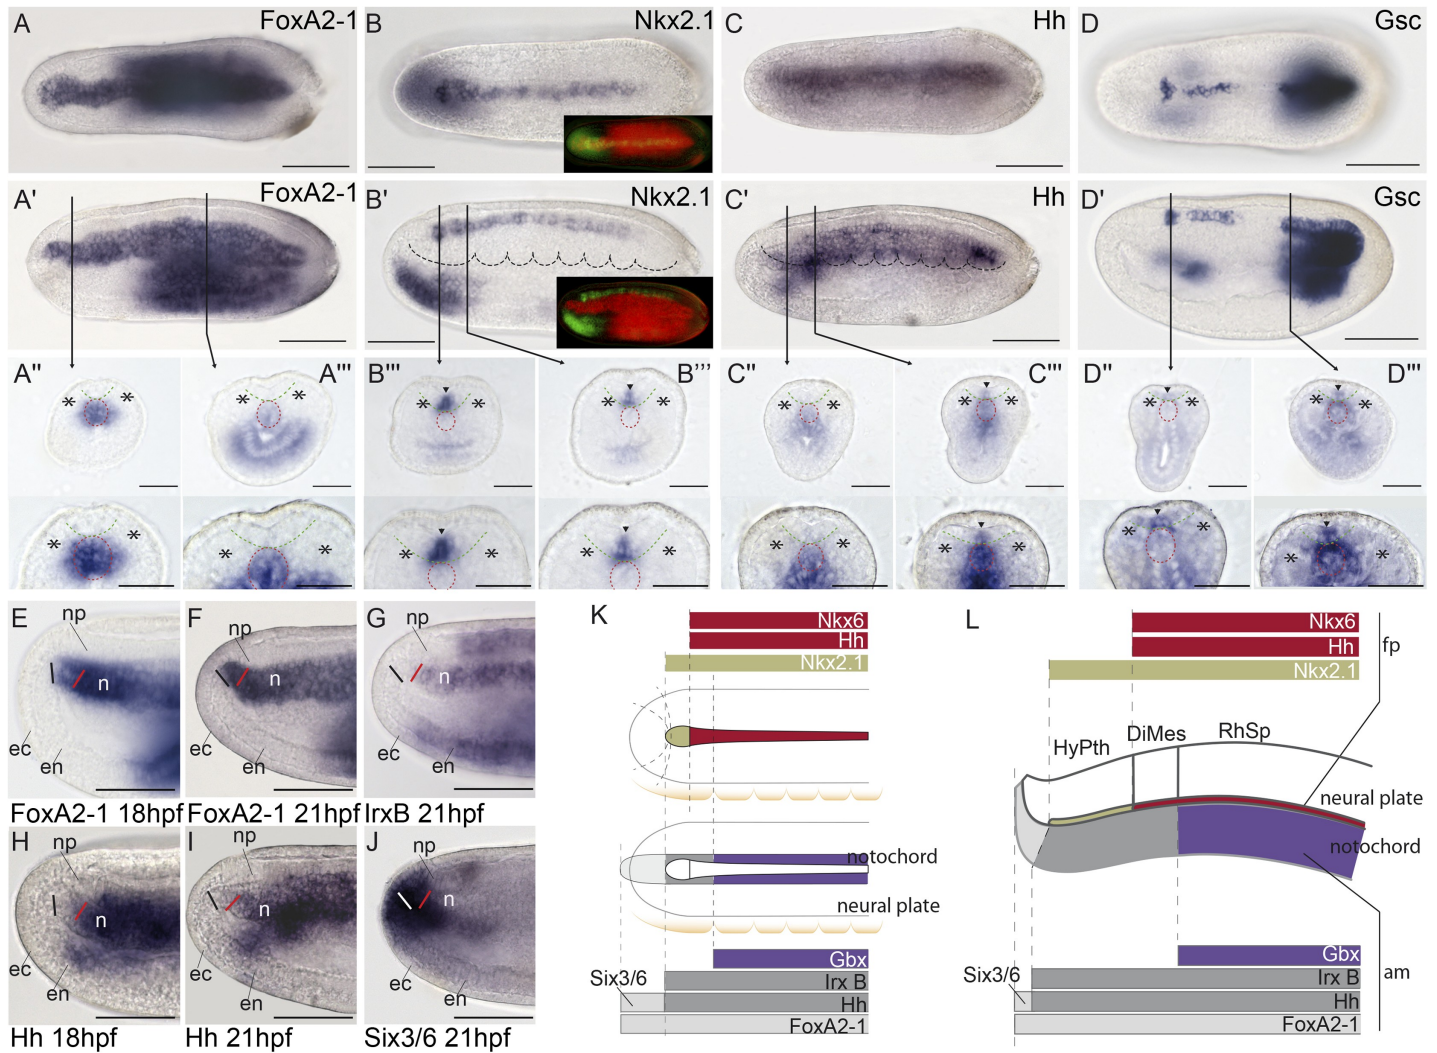 A FoxA2-1
B Nkx2.1
C Hh
D Gsc
A' FoxA2-1
B' Nkx2.1
C' Hh
D' Gsc
A'' * *
A''' * *
B''' * *
B''' * *
C'' * *
C''' * *
D'' * *
D''' * *
* *
* *
* *
* *
* *
* *
* *
* *
E np n ec en
FoxA2-1 18hpf
F np n ec en
FoxA2-1 21hpf
G np n ec en
IrxB 21hpf
H np n ec en
Hh 18hpf
I np n ec en
Hh 21hpf
J np n ec en
Six3/6 21hpf
K
Nkx6
Hh
Nkx2.1
notochord
neural plate
Gbx
Six3/6
Irx B
Hh
FoxA2-1
L
Nkx6
fp
Hh
Nkx2.1
HyPth DiMes RhSp
neural plate
notochord
Gbx
Six3/6
Irx B
am
Hh
FoxA2-1